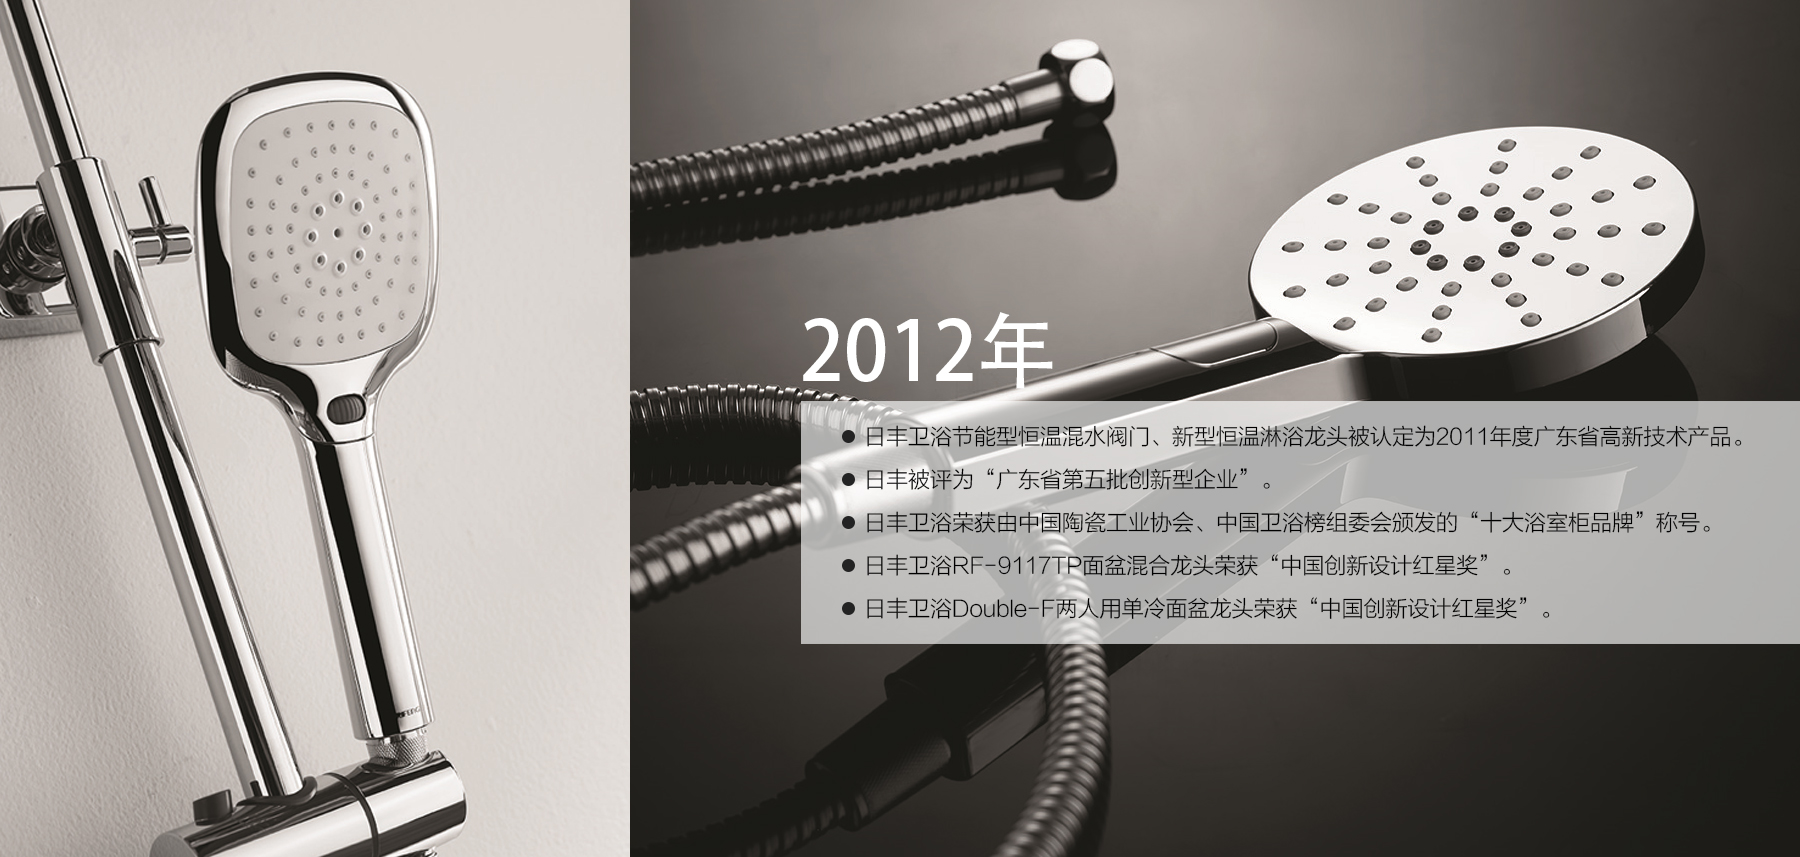 2012年
● 日丰卫浴节能型恒温混水阀门、新型恒温淋浴龙头被认定为2011年度广东省高新技术产品。
● 日丰被评为“广东省第五批创新型企业”。
● 日丰卫浴荣获由中国陶瓷工业协会、中国卫浴榜组委会颁发的“十大浴室柜品牌”称号。
● 日丰卫浴RF-9117TP面盆混合龙头荣获“中国创新设计红星奖”。
● 日丰卫浴Double-F两人用单冷面盆龙头荣获“中国创新设计红星奖”。